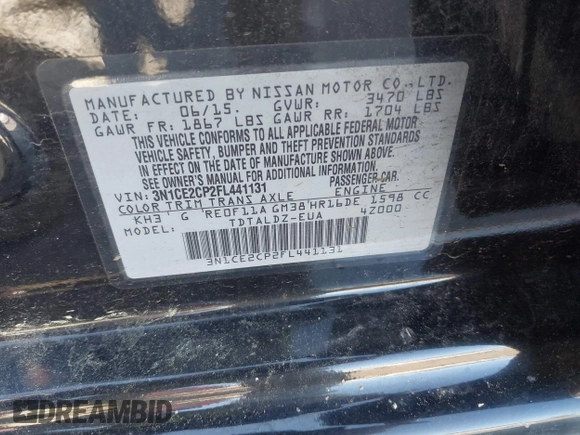 MANUFACTURED BY NISSAN MOTOR CO., LTD.
DATE: 06/15. GVWR: 3470 LBS
GAWR FR: 1867 LBS GAWR RR: 1704 LBS
THIS VEHICLE CONFORMS TO ALL APPLICABLE FEDERAL MOTOR
VEHICLE SAFETY, BUMPER AND THEFT PREVENTION STANDARDS
IN EFFECT ON THE DATE OF MANUFACTURE SHOWN ABOVE.
*SEE OWNER'S MANUAL FOR ADDITIONAL INFORMATION.
VIN: 3N1CE2CP2FL441131 PASSENGER CAR.
COLOR TRIM TRANS AXLE ENGINE
KH3 G RE0F11A GM38 HR16DE 1598 CC
MODEL: TDTALDZ-EUA 42000
3N1CE2CP2FL441131
DREAMBID